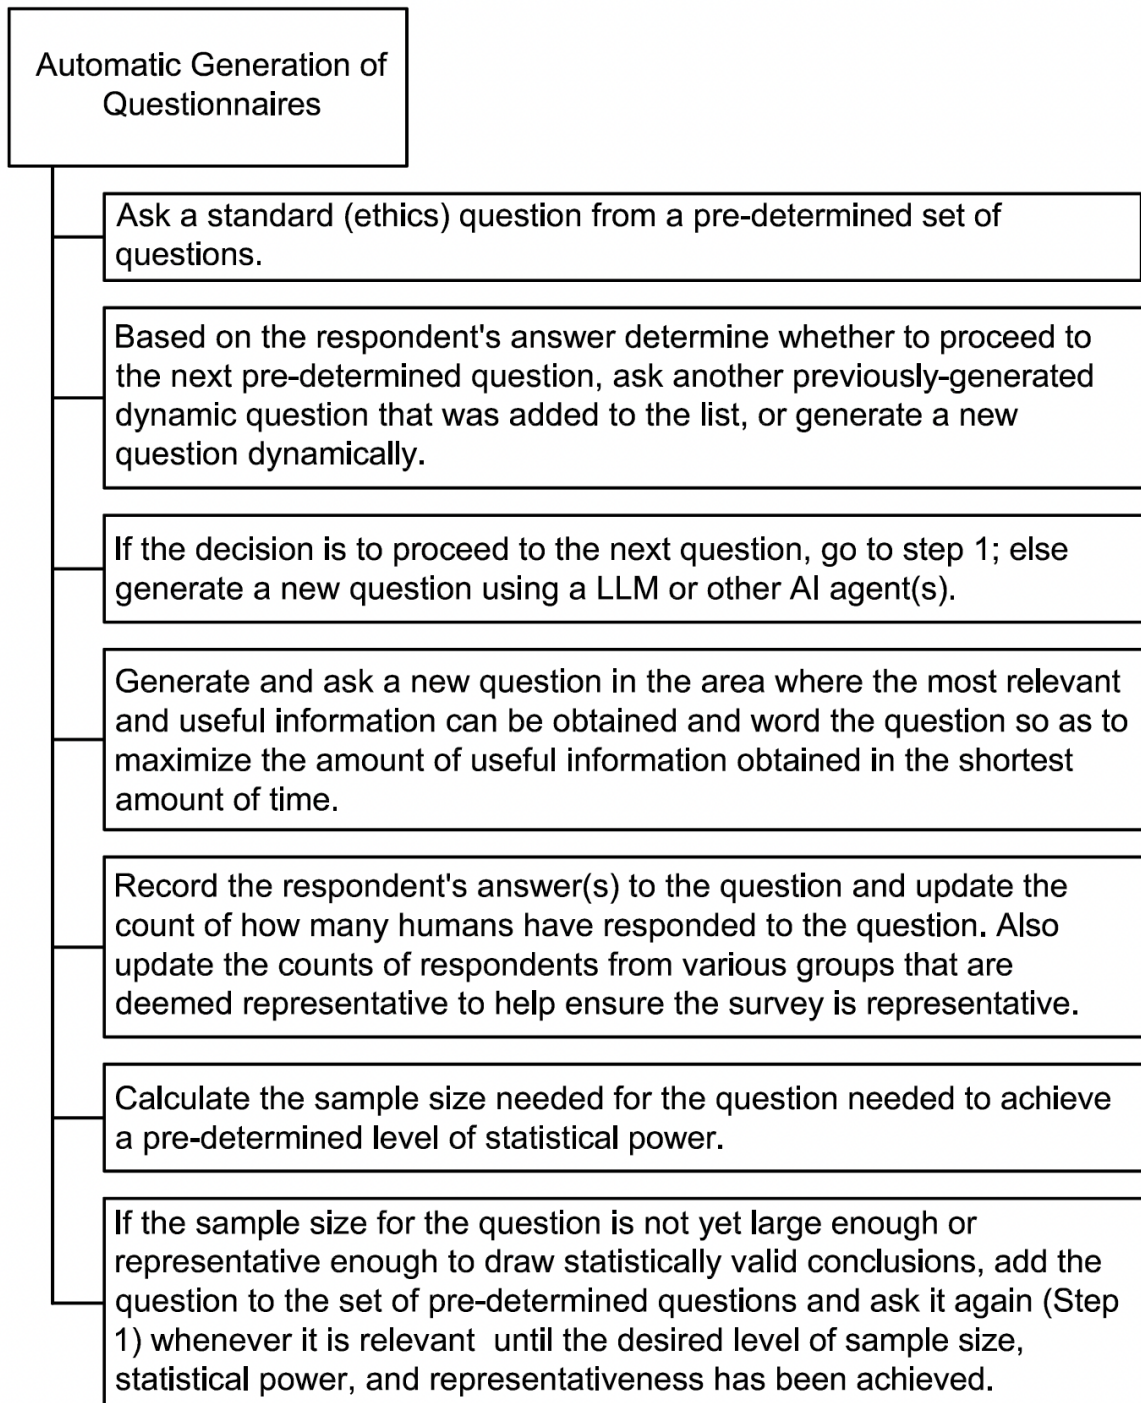 Automatic Generation of
Questionnaires
Ask a standard (ethics) question from a pre-determined set of
questions.
Based on the respondent's answer determine whether to proceed to
the next pre-determined question, ask another previously-generated
dynamic question that was added to the list, or generate a new
question dynamically.
If the decision is to proceed to the next question, go to step 1; else
generate a new question using a LLM or other AI agent(s).
Generate and ask a new question in the area where the most relevant
and useful information can be obtained and word the question so as to
maximize the amount of useful information obtained in the shortest
amount of time.
Record the respondent's answer(s) to the question and update the
count of how many humans have responded to the question. Also
update the counts of respondents from various groups that are
deemed representative to help ensure the survey is representative.
Calculate the sample size needed for the question needed to achieve
a pre-determined level of statistical power.
If the sample size for the question is not yet large enough or
representative enough to draw statistically valid conclusions, add the
question to the set of pre-determined questions and ask it again (Step
1) whenever it is relevant  until the desired level of sample size,
statistical power, and representativeness has been achieved.